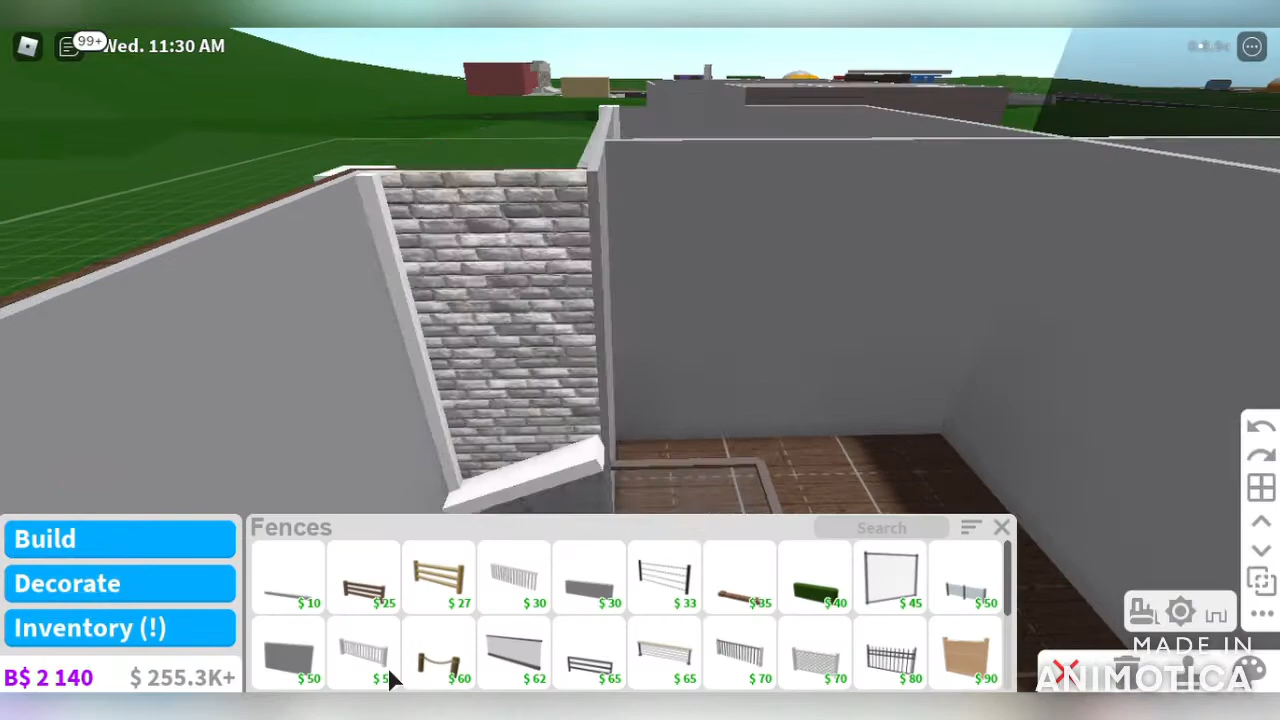 99+
Wed. 11:30 AM
Build
Decorate
Inventory (!)
B$ 2 140
$ 255.3K+
Fences
Search
$ 10
$ 25
$ 27
$ 30
$ 30
$ 33
$ 35
$ 40
$ 45
$ 50
$ 50
$ 60
$ 62
$ 65
$ 65
$ 70
$ 70
$ 80
$ 90
MADE IN
ANIMOTICA